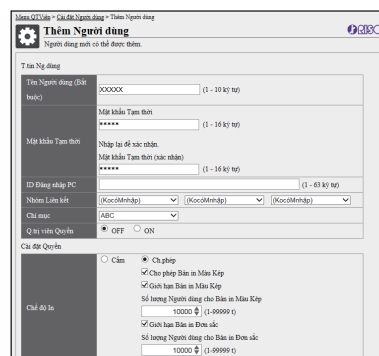 Menu QTViên > Cài đặt Người dùng > Thêm Người dùng
Thêm Người dùng
Người dùng mới có thể được thêm.
T.tin Ng.dùng
Tên Người dùng (Bắt buộc)
XXXXX (1 - 10 ký tự)
Mật khẩu Tạm thời
Mật khẩu Tạm thời
***** (1 - 16 ký tự)
Nhập lại để xác nhận.
Mật khẩu Tạm thời (xác nhận)
***** (1 - 16 ký tự)
ID Đăng nhập PC (1 - 63 ký tự)
Nhóm Liên kết (KocóMnhập) (KocóMnhập) (KocóMnhập)
Chỉ mục ABC
Q.trị viên Quyền OFF ON
Cài đặt Quyền
Chế độ In
Cấm Ch.phép
Cho phép Bản in Màu Kép
Giới hạn Bản in Màu Kép
Số lượng Người dùng cho Bản in Màu Kép
10000 (1-99999 t)
Giới hạn Bản in Đơn sắc
Số lượng Người dùng cho Bản in Đơn sắc
10000 (1-99999 t)